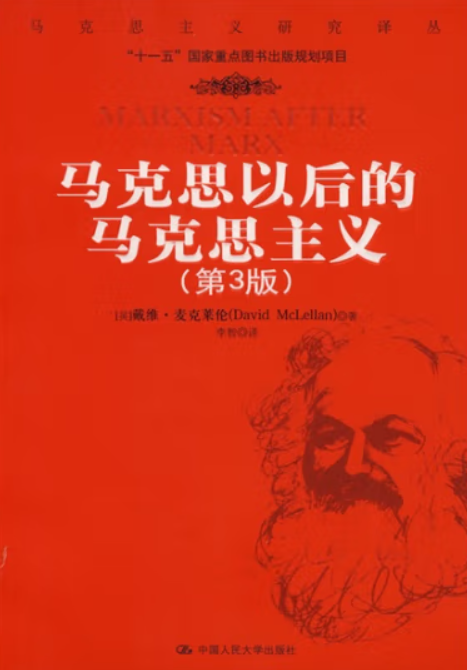 马克思主义研究译丛
“十一五”国家重点图书出版规划项目
MARXISM AFTER
MARX
马克思以后的
马克思主义
（第3版）
[英]戴维·麦克莱伦(David McLellan)◎著
李智◎译
中国人民大学出版社